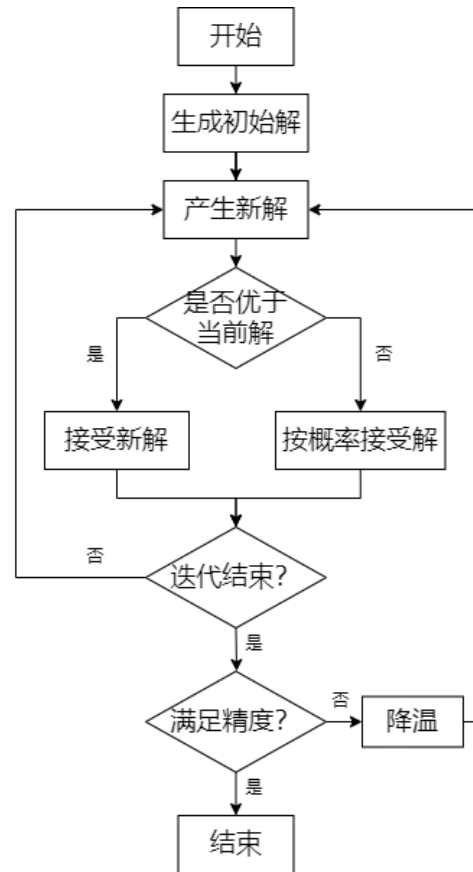 开始
生成初始解
产生新解
是否优于
当前解
是
否
接受新解
按概率接受解
否
迭代结束?
是
满足精度?
否
降温
是
结束